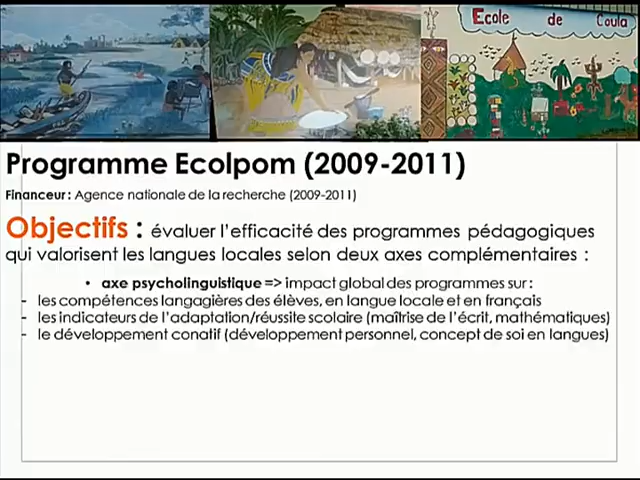 Ecole de Coula
Programme Ecolpom (2009-2011)
Financeur : Agence nationale de la recherche (2009-2011)
Objectifs : évaluer l'efficacité des programmes pédagogiques
qui valorisent les langues locales selon deux axes complémentaires :
• axe psycholinguistique => impact global des programmes sur :
- les compétences langagières des élèves, en langue locale et en français
- les indicateurs de l'adaptation/réussite scolaire (maîtrise de l'écrit, mathématiques)
- le développement conatif (développement personnel, concept de soi en langues)